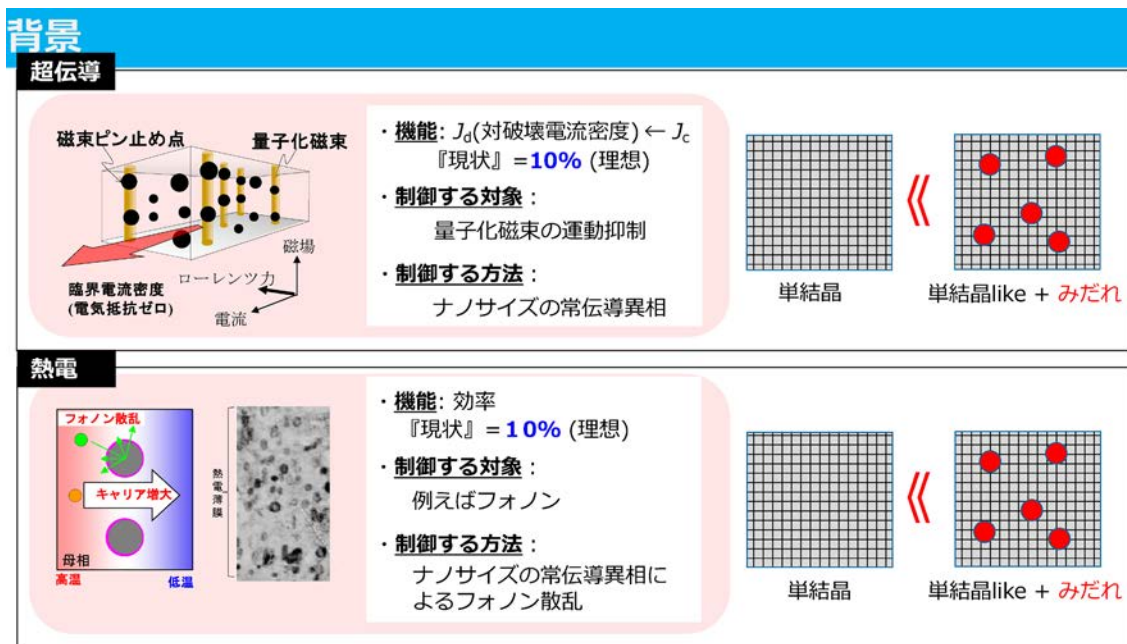 背景
超伝導
磁束ピン止め点
量子化磁束
磁場
ローレンツ力
電流
臨界電流密度
(電気抵抗ゼロ)
・機能: Jd(対破壊電流密度) ← Jc
『現状』=10% (理想)
・制御する対象:
量子化磁束の運動抑制
・制御する方法:
ナノサイズの常伝導異相
単結晶
《
単結晶like + みだれ
熱電
フォノン散乱
キャリア増大
母相
高温
低温
熱電薄膜
・機能: 効率
『現状』= 10% (理想)
・制御する対象:
例えばフォノン
・制御する方法:
ナノサイズの常伝導異相に
よるフォノン散乱
単結晶
《
単結晶like + みだれ